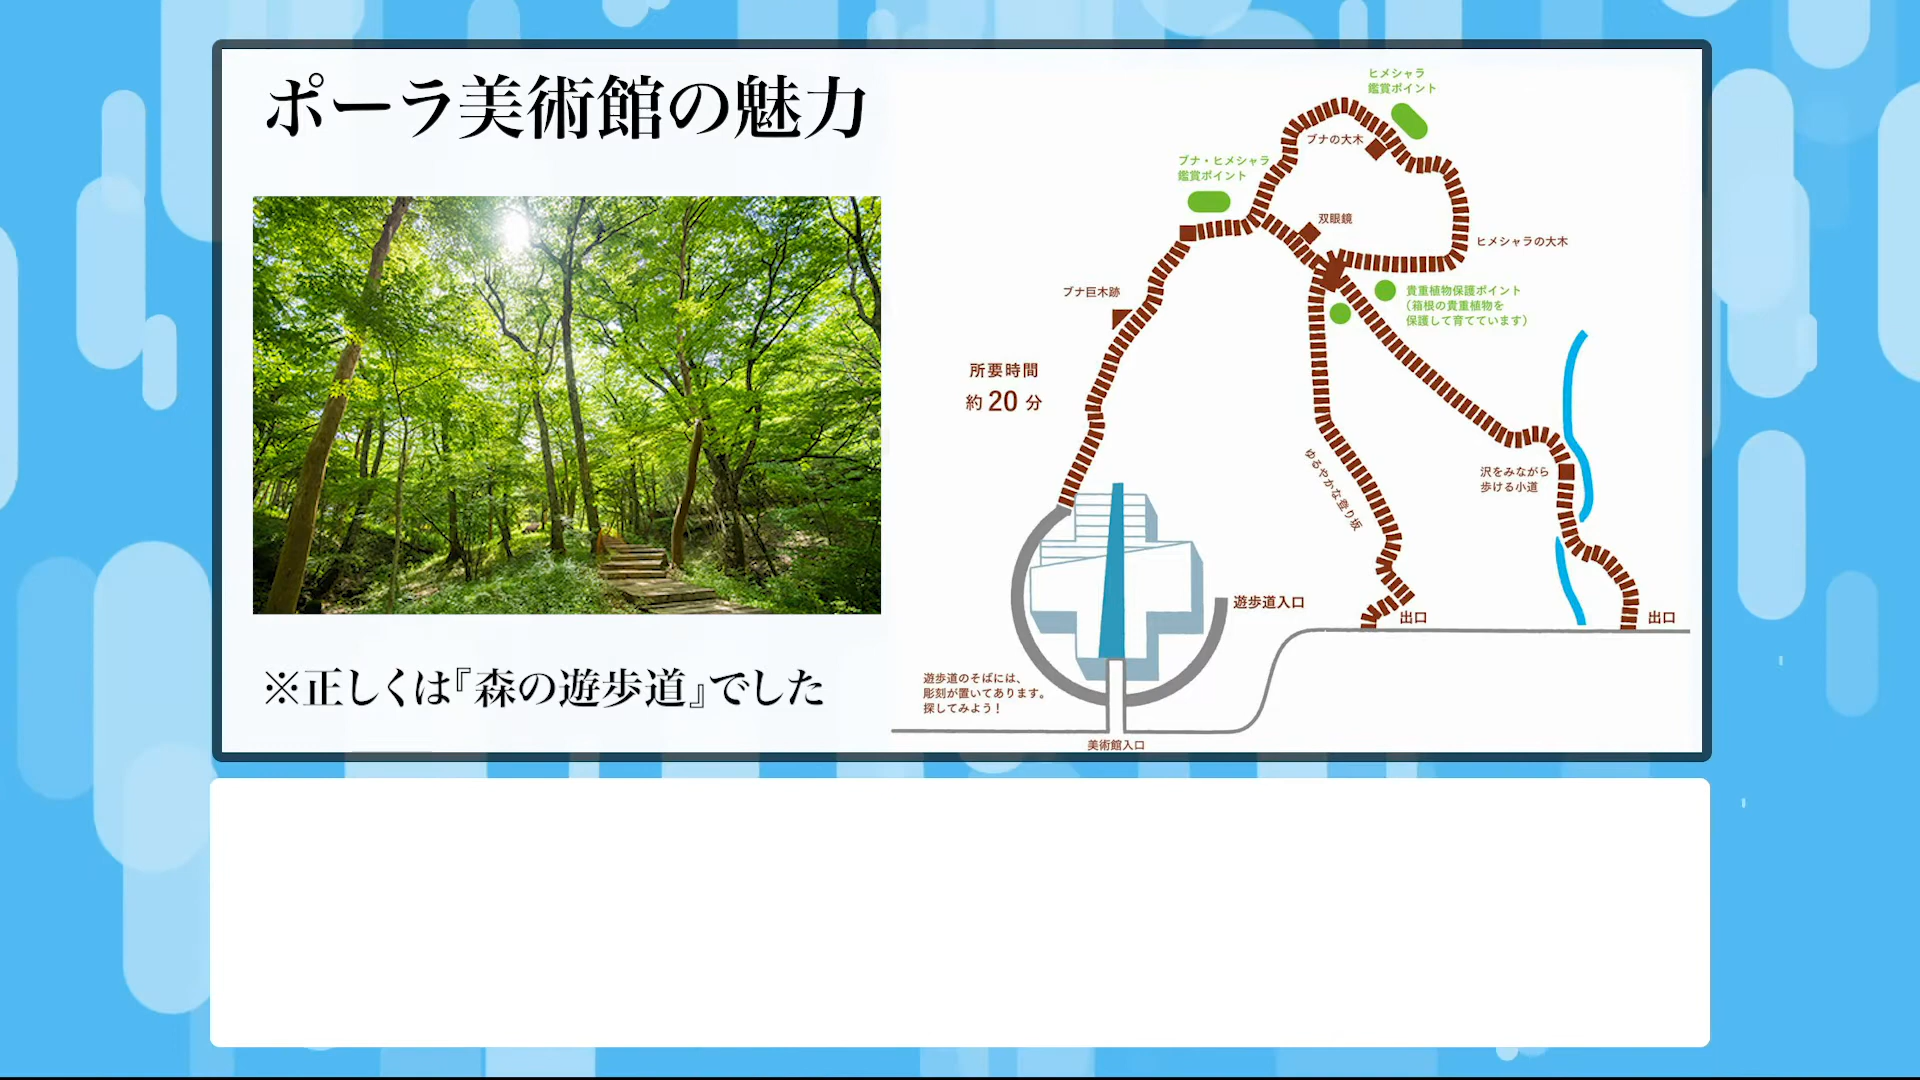 ポーラ美術館の魅力
※正しくは『森の遊歩道』でした
ヒメシャラ
鑑賞ポイント
ブナの大木
ブナ・ヒメシャラ
鑑賞ポイント
双眼鏡
ヒメシャラの大木
ブナ巨木跡
貴重植物保護ポイント
(箱根の貴重植物を
保護して育てています)
所要時間
約 20 分
ゆるやかな登り坂
沢をみながら
歩ける小道
遊歩道入口
出口
出口
遊歩道のそばには、
彫刻が置いてあります。
探してみよう!
美術館入口